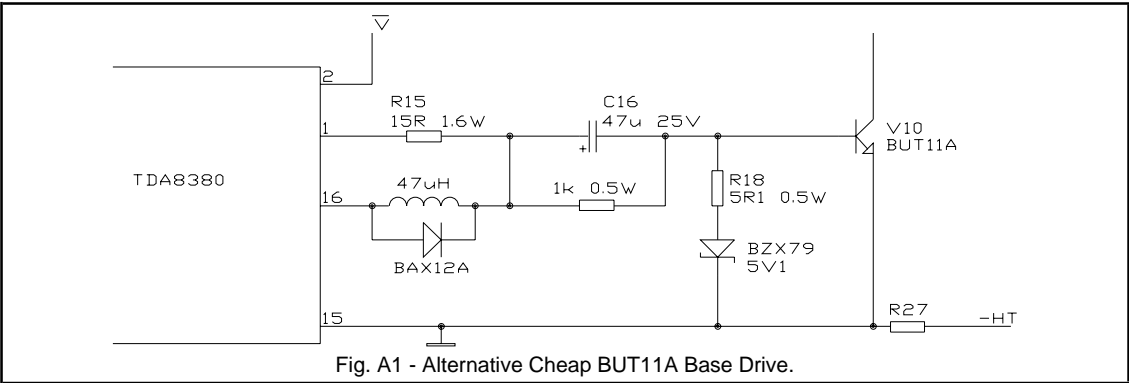 V
2
R15
15R 1.6W
C16
47u 25V
+
1
V10
BUT11A
TDA8380
47uH
1k 0.5W
R18
5R1 0.5W
16
BAX12A
BZX79
5V1
15
R27
-HT
Fig. A1 - Alternative Cheap BUT11A Base Drive.